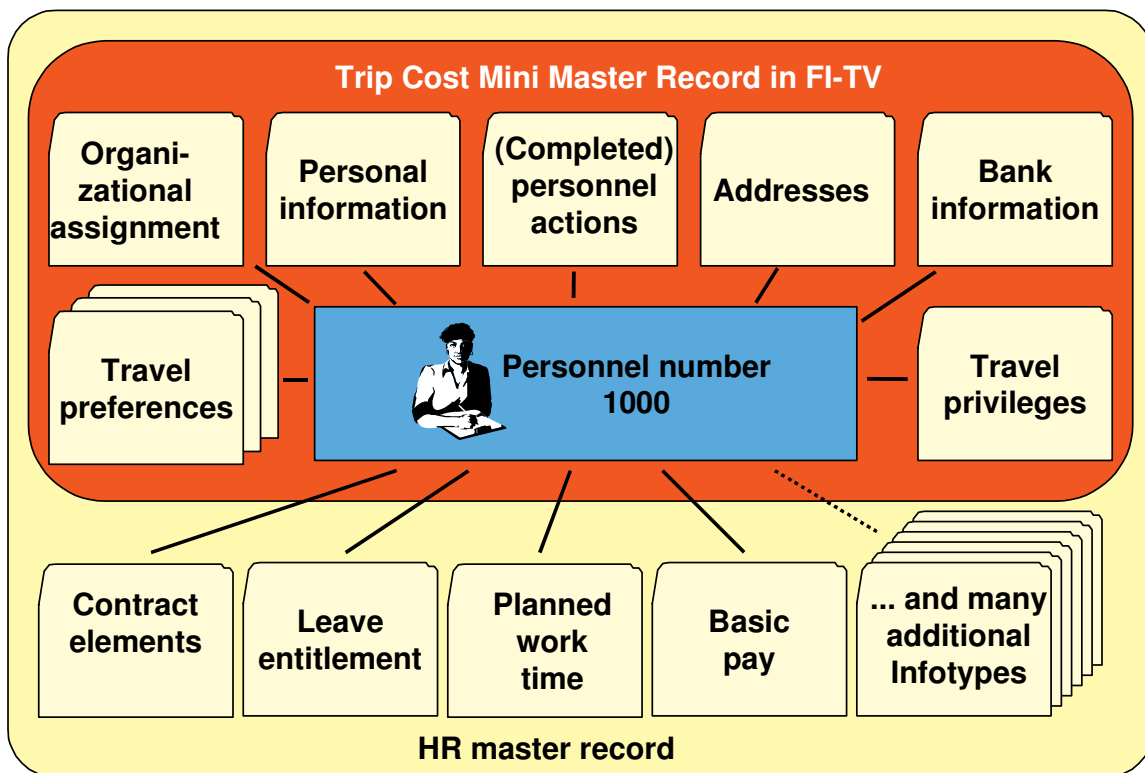 Trip Cost Mini Master Record in FI-TV
Organi-
zational
assignment
Personal
information
(Completed)
personnel
actions
Addresses
Bank
information
Travel
preferences
Personnel number
1000
Travel
privileges
Contract
elements
Leave
entitlement
Planned
work
time
Basic
pay
... and many
additional
Infotypes
HR master record